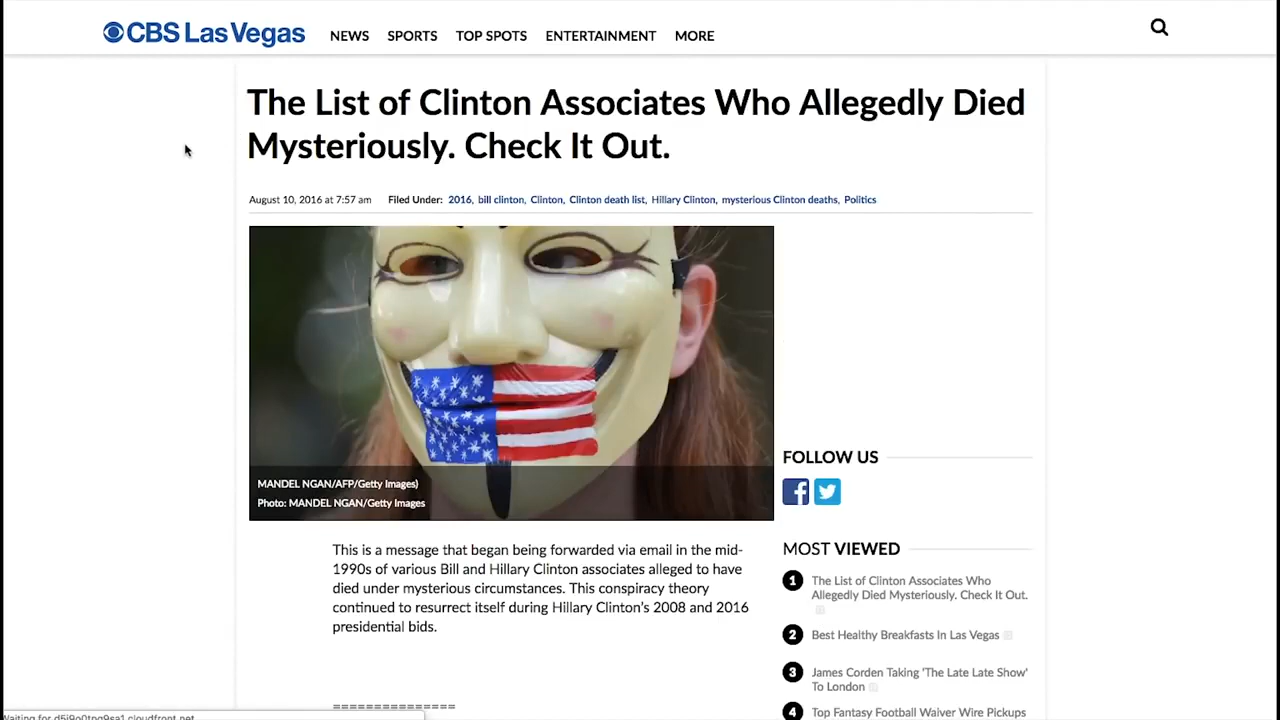 CBS Las Vegas NEWS SPORTS TOP SPOTS ENTERTAINMENT MORE
The List of Clinton Associates Who Allegedly Died
Mysteriously. Check It Out.
August 10, 2016 at 7:57 am Filed Under: 2016, bill clinton, Clinton, Clinton death list, Hillary Clinton, mysterious Clinton deaths, Politics
MANDEL NGAN/AFP/Getty Images)
Photo: MANDEL NGAN/Getty Images
This is a message that began being forwarded via email in the mid-
1990s of various Bill and Hillary Clinton associates alleged to have
died under mysterious circumstances. This conspiracy theory
continued to resurrect itself during Hillary Clinton's 2008 and 2016
presidential bids.
===============
FOLLOW US
MOST VIEWED
1 The List of Clinton Associates Who
Allegedly Died Mysteriously. Check It Out.
2 Best Healthy Breakfasts In Las Vegas
3 James Corden Taking 'The Late Late Show'
To London
4 Top Fantasy Football Waiver Wire Pickups